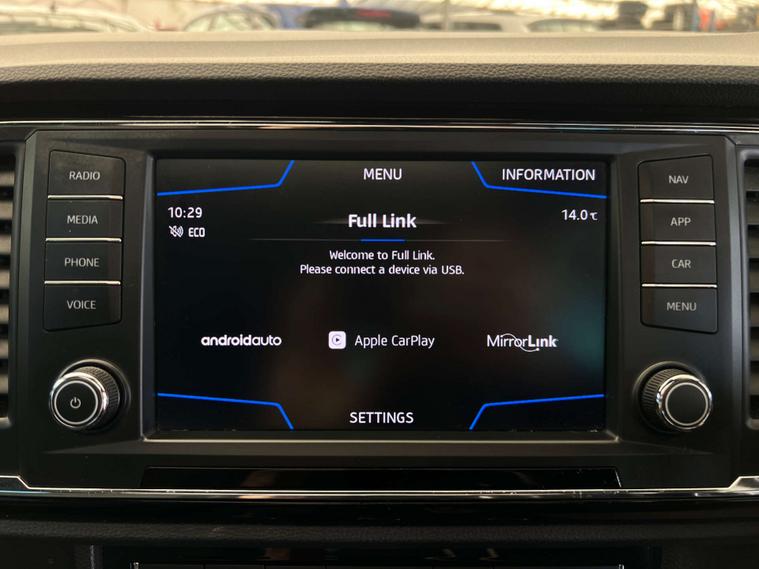 RADIO
MEDIA
PHONE
VOICE
MENU
INFORMATION
10:29
ECO
14.0 °C
Full Link
Welcome to Full Link.
Please connect a device via USB.
androidauto
Apple CarPlay
MirrorLink
SETTINGS
NAV
APP
CAR
MENU